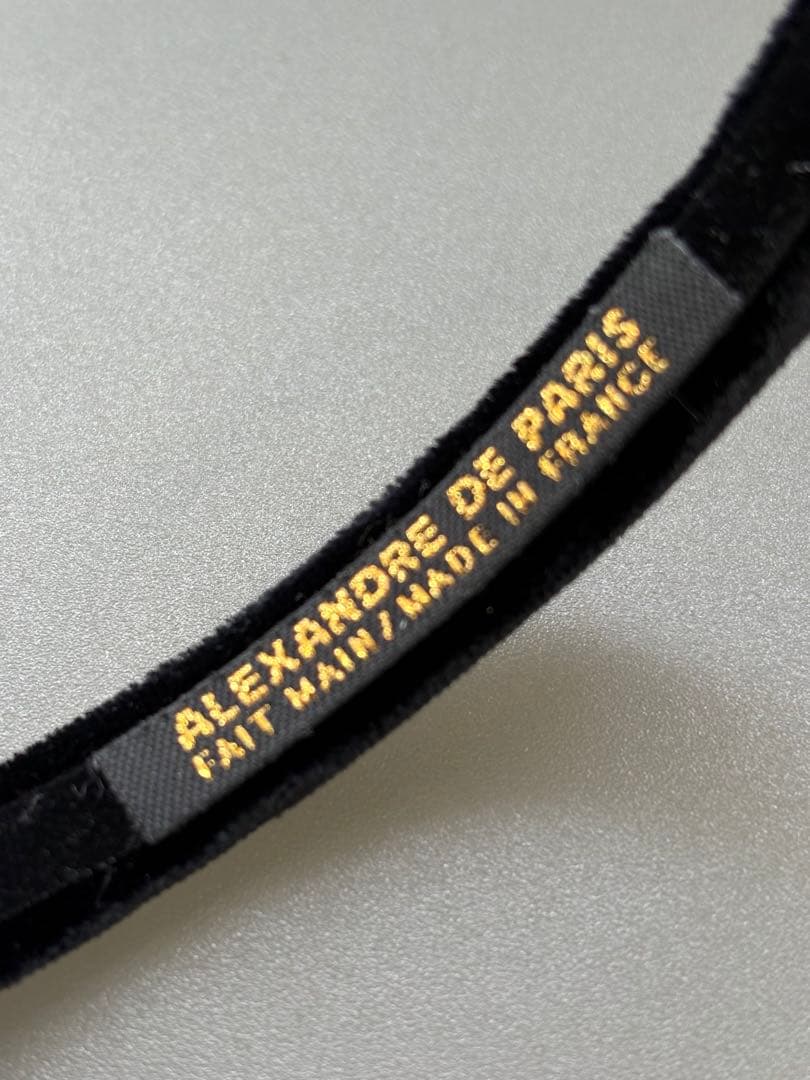 ALEXANDRE DE PARIS
FAIT MAIN / MADE IN FRANCE